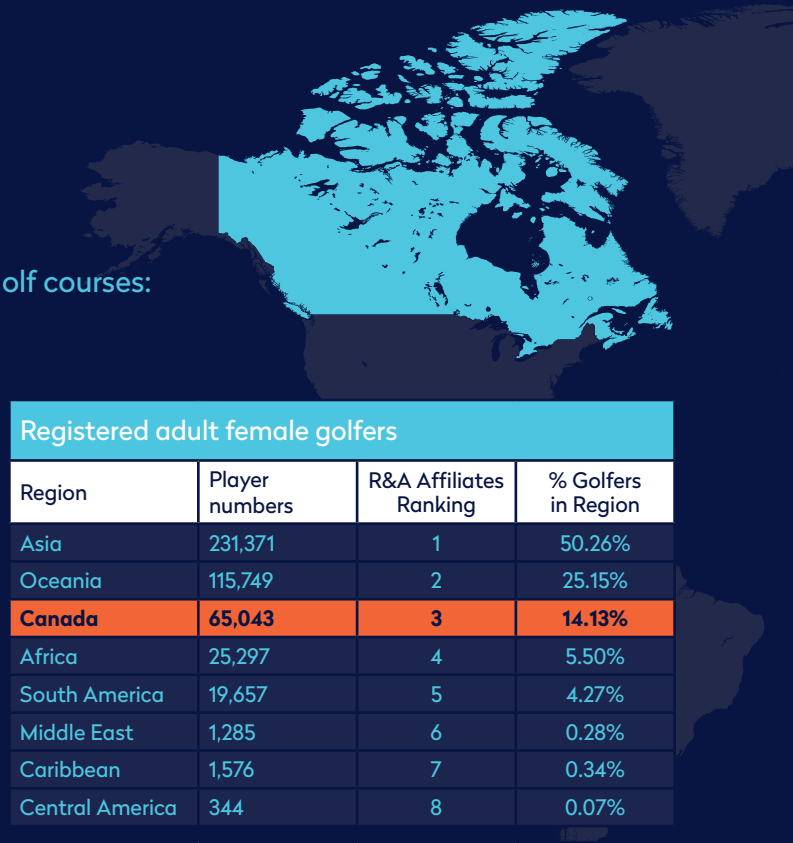 olf courses:
Registered adult female golfers
Region Player numbers R&A Affiliates Ranking % Golfers in Region
Asia 231,371 1 50.26%
Oceania 115,749 2 25.15%
Canada 65,043 3 14.13%
Africa 25,297 4 5.50%
South America 19,657 5 4.27%
Middle East 1,285 6 0.28%
Caribbean 1,576 7 0.34%
Central America 344 8 0.07%